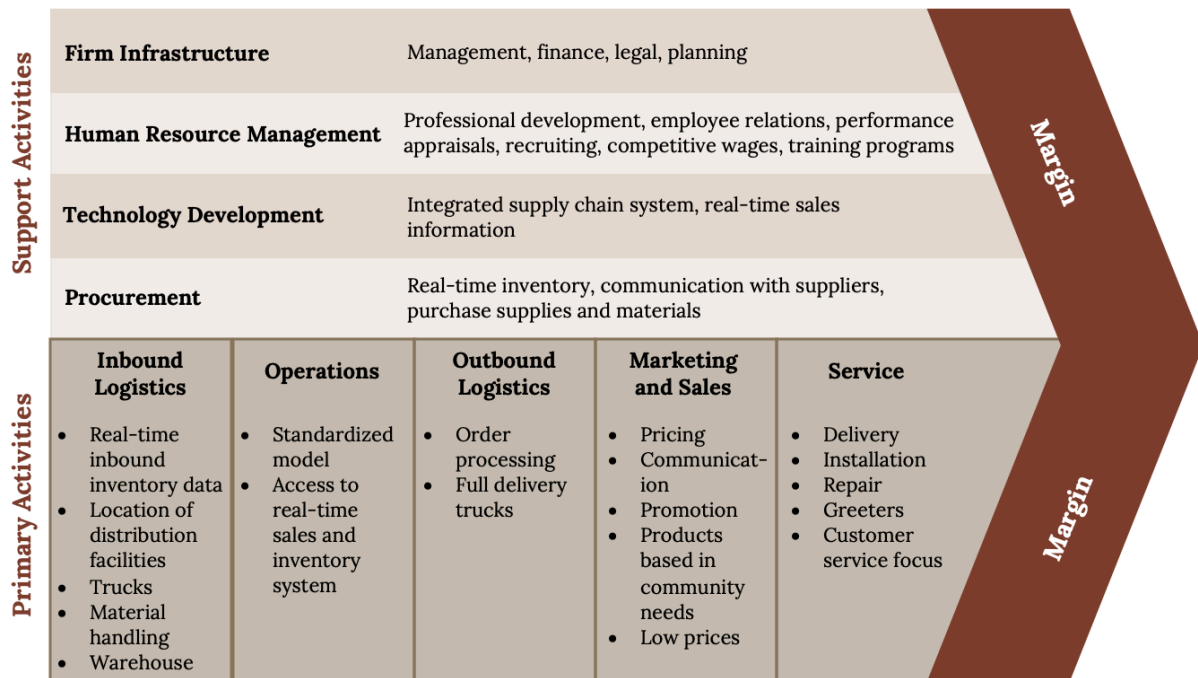 Support Activities
Firm Infrastructure
Management, finance, legal, planning
Human Resource Management
Professional development, employee relations, performance
appraisals, recruiting, competitive wages, training programs
Technology Development
Integrated supply chain system, real-time sales
information
Procurement
Real-time inventory, communication with suppliers,
purchase supplies and materials
Margin
Primary Activities
Inbound
Logistics
• Real-time
inbound
inventory data
• Location of
distribution
facilities
• Trucks
• Material
handling
• Warehouse
Operations
• Standardized
model
• Access to
real-time
sales and
inventory
system
Outbound
Logistics
• Order
processing
• Full delivery
trucks
Marketing
and Sales
• Pricing
• Communicat-
ion
• Promotion
• Products
based in
community
needs
• Low prices
Service
• Delivery
• Installation
• Repair
• Greeters
• Customer
service focus
Margin